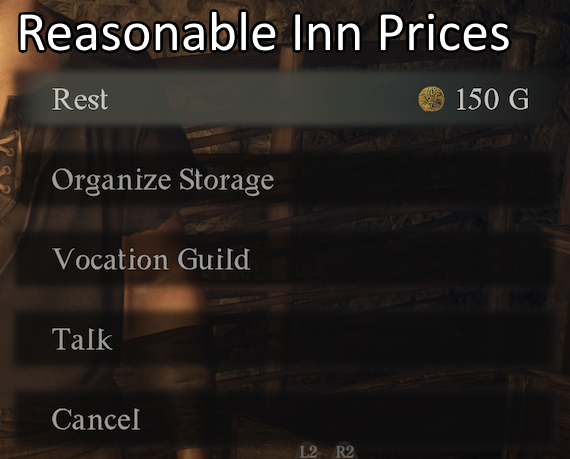 Reasonable Inn Prices
Rest 150 G
Organize Storage
Vocation Guild
Talk
Cancel
L2 R2